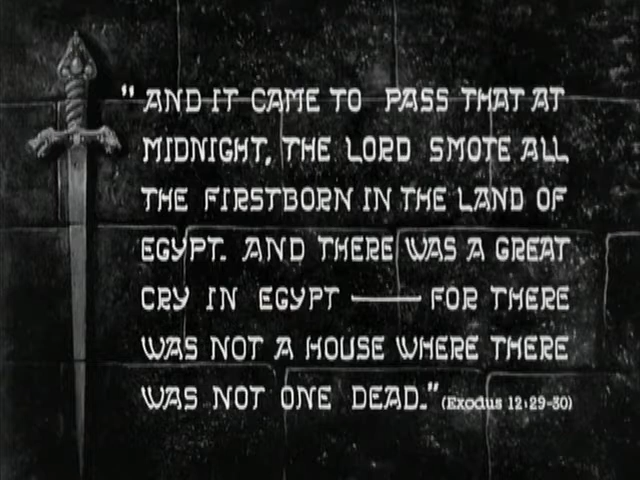 "AND IT CAME TO PASS THAT AT
MIDNIGHT, THE LORD SMOTE ALL
THE FIRSTBORN IN THE LAND OF
EGYPT. AND THERE WAS A GREAT
CRY IN EGYPT — FOR THERE
WAS NOT A HOUSE WHERE THERE
WAS NOT ONE DEAD." (Exodus 12:29-30)